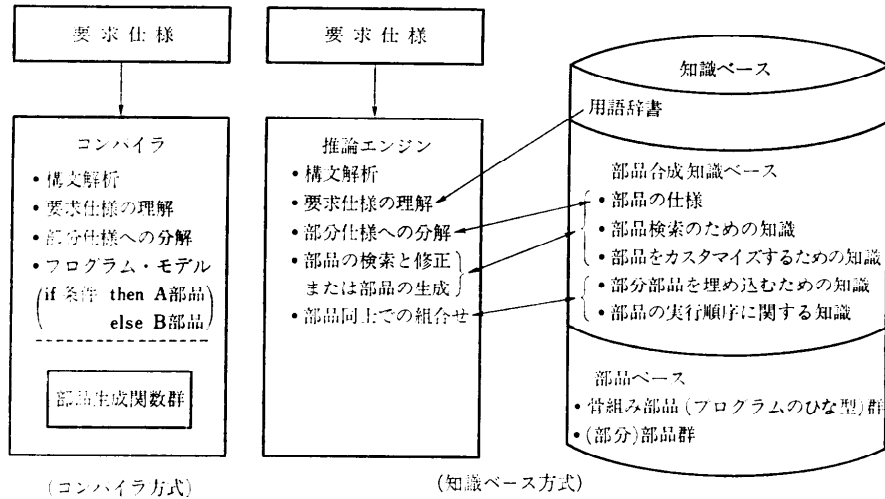 要求仕様
コンパイラ
• 構文解析
• 要求仕様の理解
• 部分仕様への分解
• プログラム・モデル
(if 条件 then A部品
else B部品)
部品生成関数群
(コンパイラ方式)
要求仕様
推論エンジン
• 構文解析
• 要求仕様の理解
• 部分仕様への分解
• 部品の検索と修正
または部品の生成
• 部品同士での組合せ
知識ベース
用語辞書
部品合成知識ベース
• 部品の仕様
• 部品検索のための知識
• 部品をカスタマイズするための知識
• 部分部品を埋め込むための知識
• 部品の実行順序に関する知識
部品ベース
• 骨組み部品(プログラムのひな型)群
• (部分)部品群
(知識ベース方式)